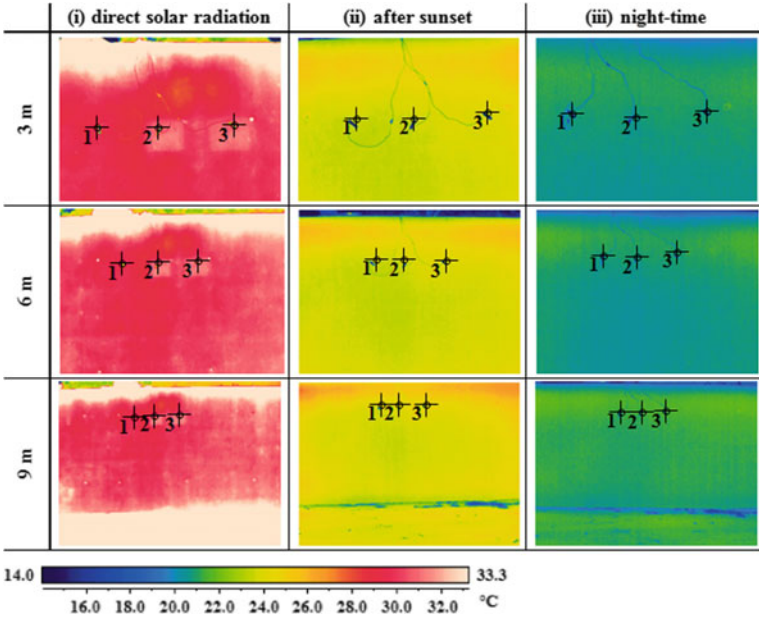 (i) direct solar radiation (ii) after sunset (iii) night-time
3 m
1 2 3 1 2 3 1 2 3
6 m
1 2 3 1 2 3 1 2 3
9 m
1 2 3 1 2 3 1 2 3
14.0 33.3
16.0 18.0 20.0 22.0 24.0 26.0 28.0 30.0 32.0 °C